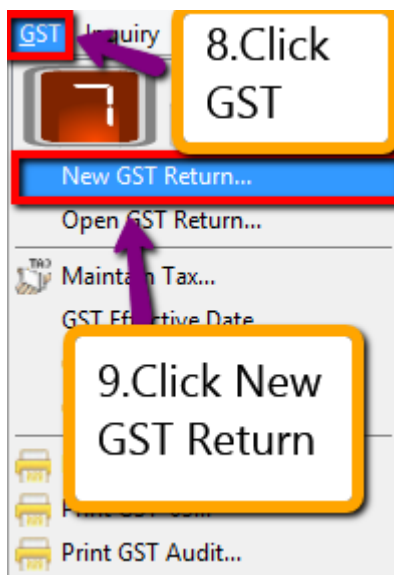 GST Inquiry
8.Click
GST
New GST Return...
Open GST Return...
Maintain Tax...
GST Effective Date
9.Click New
GST Return
Print GST Audit...